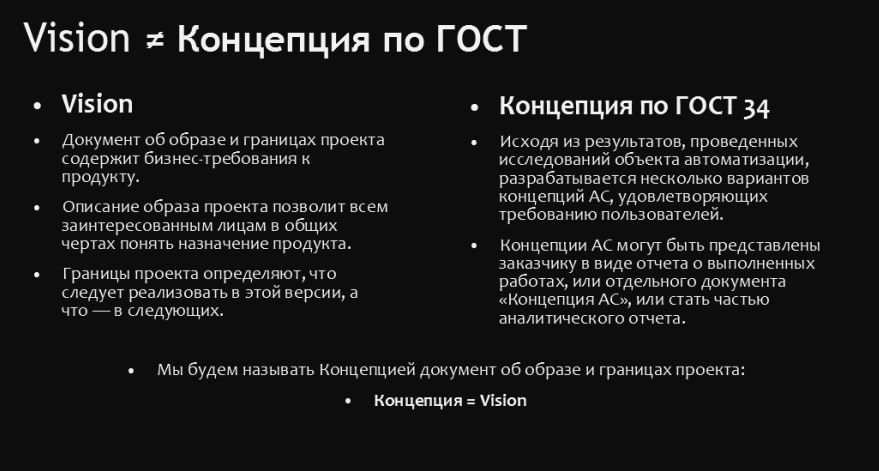 Vision ≠ Концепция по ГОСТ
• Vision
• Документ об образе и границах проекта
содержит бизнес-требования к
продукту.
• Описание образа проекта позволит всем
заинтересованным лицам в общих
чертах понять назначение продукта.
• Границы проекта определяют, что
следует реализовать в этой версии, а
что — в следующих.
• Концепция по ГОСТ 34
• Исходя из результатов, проведенных
исследований объекта автоматизации,
разрабатывается несколько вариантов
концепций АС, удовлетворяющих
требованию пользователей.
• Концепции АС могут быть представлены
заказчику в виде отчета о выполненных
работах, или отдельного документа
«Концепция АС», или стать частью
аналитического отчета.
• Мы будем называть Концепцией документ об образе и границах проекта:
• Концепция = Vision